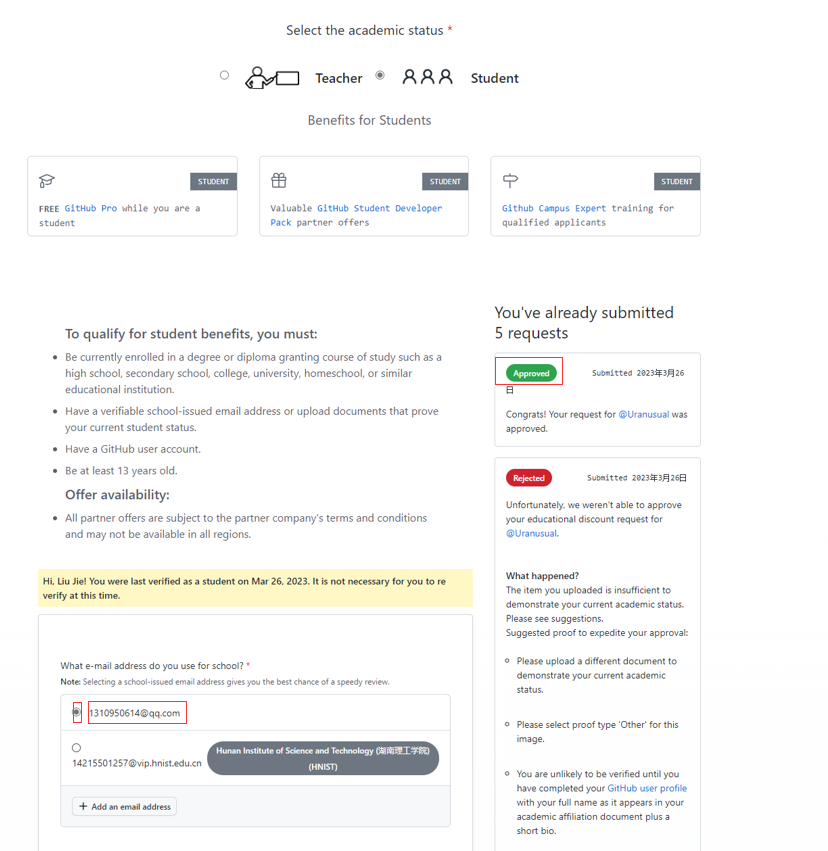 Select the academic status *
Teacher
Student
Benefits for Students
STUDENT
FREE GitHub Pro while you are a
student
STUDENT
Valuable GitHub Student Developer
Pack partner offers
STUDENT
Github Campus Expert training for
qualified applicants
To qualify for student benefits, you must:
Be currently enrolled in a degree or diploma granting course of study such as a
high school, secondary school, college, university, homeschool, or similar
educational institution.
Have a verifiable school-issued email address or upload documents that prove
your current student status.
Have a GitHub user account.
Be at least 13 years old.
Offer availability:
All partner offers are subject to the partner company's terms and conditions
and may not be available in all regions.
Hi, Liu Jie! You were last verified as a student on Mar 26, 2023. It is not necessary for you to re
verify at this time.
What e-mail address do you use for school? *
Note: Selecting a school-issued email address gives you the best chance of a speedy review.
1310950614@qq.com
14215501257@vip.hnist.edu.cn
Hunan Institute of Science and Technology (湖南理工学院)
(HNIST)
+ Add an email address
You've already submitted
5 requests
Approved
Submitted 2023年3月26
日
Congrats! Your request for @Uranusual was
approved.
Rejected
Submitted 2023年3月26日
Unfortunately, we weren't able to approve
your educational discount request for
@Uranusual.
What happened?
The item you uploaded is insufficient to
demonstrate your current academic status.
Please see suggestions.
Suggested proof to expedite your approval:
Please upload a different document to
demonstrate your current academic
status.
Please select proof type 'Other' for this
image.
You are unlikely to be verified until you
have completed your GitHub user profile
with your full name as it appears in your
academic affiliation document plus a
short bio.